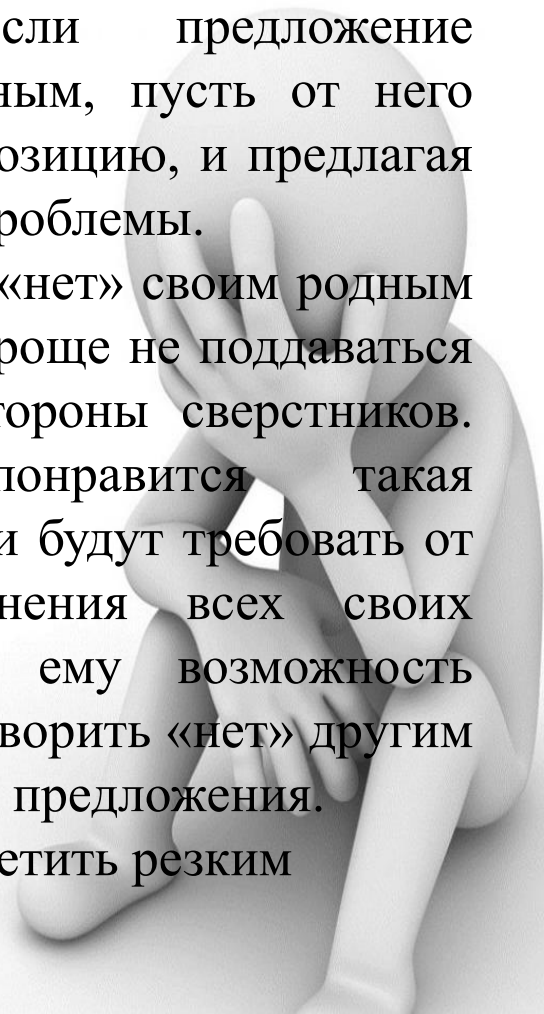 сли предложение
ным, пусть от него
озицию, и предлагая
роблемы.
«нет» своим родным
роще не поддаваться
тороны сверстников.
понравится такая
и будут требовать от
нения всех своих
ему возможность
ворить «нет» другим
предложения.
етить резким